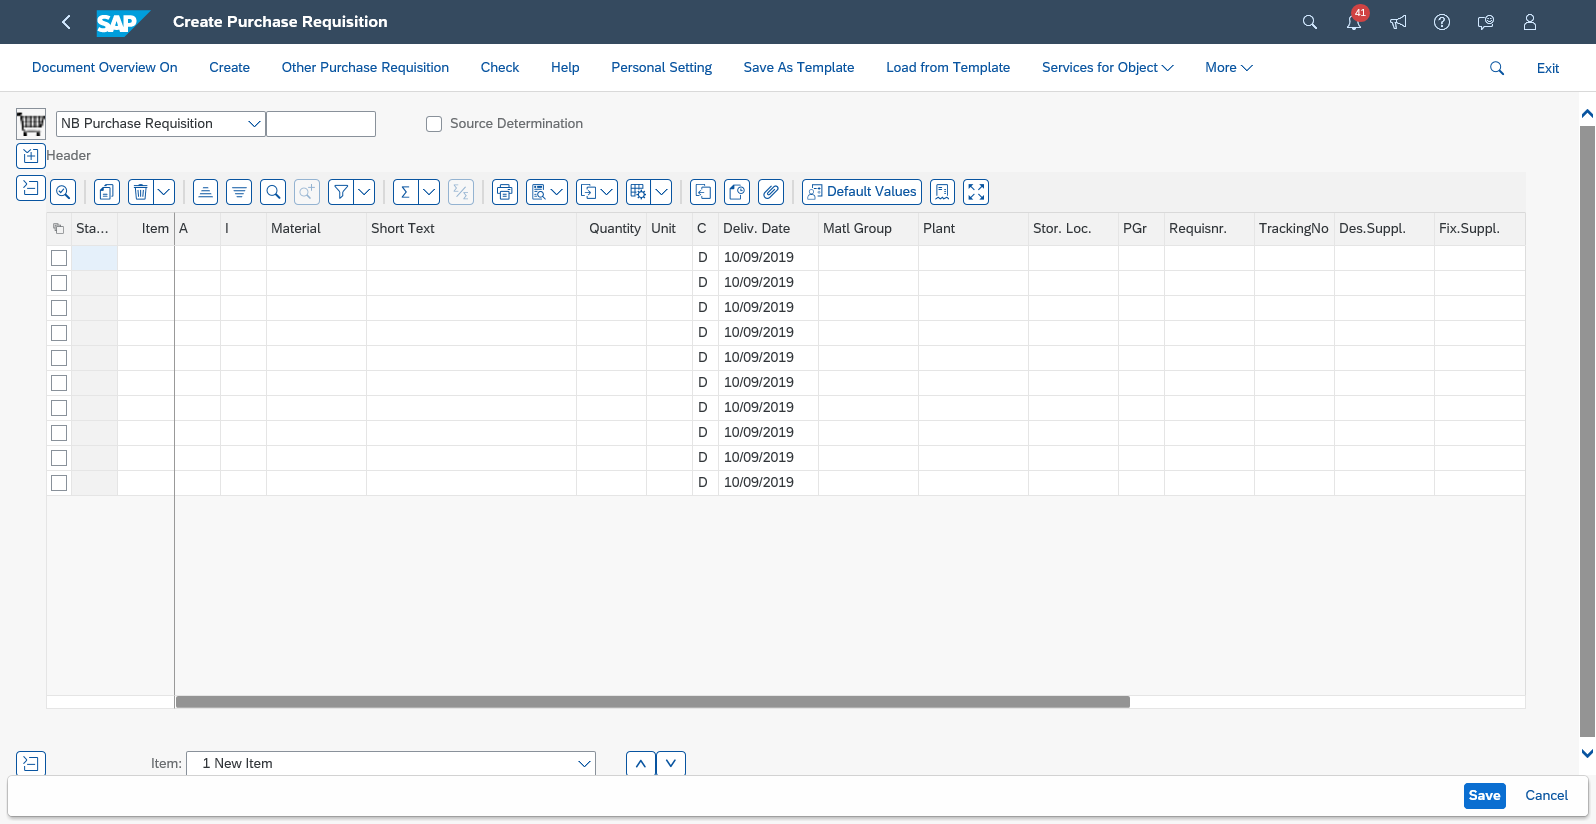 SAP Create Purchase Requisition 41
Document Overview On Create Other Purchase Requisition Check Help Personal Setting Save As Template Load from Template Services for Object More Exit
NB Purchase Requisition Source Determination
Header
Default Values
Sta... Item A I Material Short Text Quantity Unit C Deliv. Date Matl Group Plant Stor. Loc. PGr Requisnr. TrackingNo Des.Suppl. Fix.Suppl.
D 10/09/2019
D 10/09/2019
D 10/09/2019
D 10/09/2019
D 10/09/2019
D 10/09/2019
D 10/09/2019
D 10/09/2019
D 10/09/2019
D 10/09/2019
Item: 1 New Item
Save Cancel